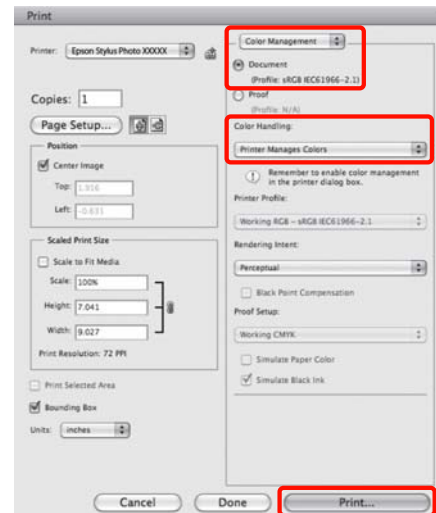 Print
Printer: Epson Stylus Photo XXXXX
Copies: 1
Page Setup...
Position
Center Image
Top: 1.916
Left: -0.631
Scaled Print Size
Scale to Fit Media
Scale: 100%
Height: 7.041
Width: 9.027
Print Resolution: 72 PPI
Print Selected Area
Bounding Box
Units: inches
Color Management
Document
(Profile: sRGB IEC61966-2.1)
Proof
(Profile: N/A)
Color Handling:
Printer Manages Colors
Remember to enable color management
in the printer dialog box.
Printer Profile:
Working RGB - sRGB IEC61966-2.1
Rendering Intent:
Perceptual
Black Point Compensation
Proof Setup:
Working CMYK
Simulate Paper Color
Simulate Black Ink
Cancel
Done
Print...